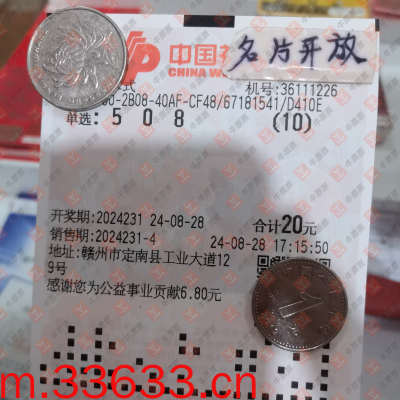 中国福
CHINA W
名片开放
式
机号:36111226
00-2B08-40AF-CF48/67181541/D410E
单选: 5 0 8 (10)
开奖期:2024231 24-08-28 合计20元
销售期:2024231-4 24-08-28 17:15:50
地址:赣州市定南县工业大道12
9号
感谢您为公益事业贡献6.80元
1
m.33633.cn